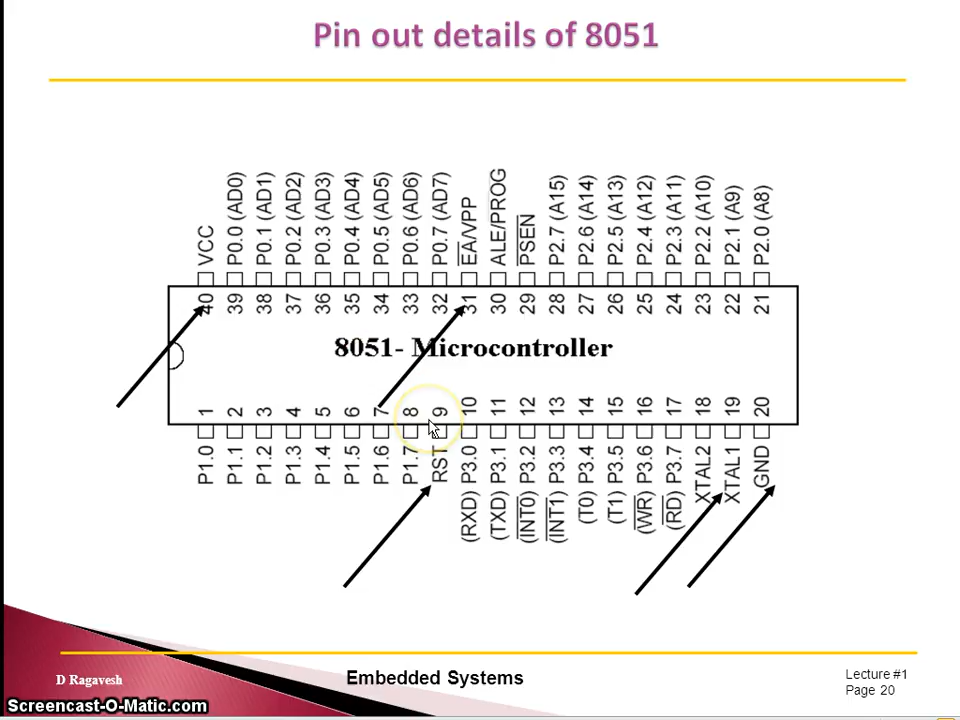 Pin out details of 8051
VCC
P0.0 (AD0)
P0.1 (AD1)
P0.2 (AD2)
P0.3 (AD3)
P0.4 (AD4)
P0.5 (AD5)
P0.6 (AD6)
P0.7 (AD7)
EA/VPP
ALE/PROG
PSEN
P2.7 (A15)
P2.6 (A14)
P2.5 (A13)
P2.4 (A12)
P2.3 (A11)
P2.2 (A10)
P2.1 (A9)
P2.0 (A8)
40 39 38 37 36 35 34 33 32 31 30 29 28 27 26 25 24 23 22 21
8051- Microcontroller
1 2 3 4 5 6 7 8 9 10 11 12 13 14 15 16 17 18 19 20
P1.0
P1.1
P1.2
P1.3
P1.4
P1.5
P1.6
P1.7
RST
(RXD) P3.0
(TXD) P3.1
(INT0) P3.2
(INT1) P3.3
(T0) P3.4
(T1) P3.5
(WR) P3.6
(RD) P3.7
XTAL2
XTAL1
GND
D Ragavesh
Embedded Systems
Lecture #1
Page 20
Screencast-O-Matic.com